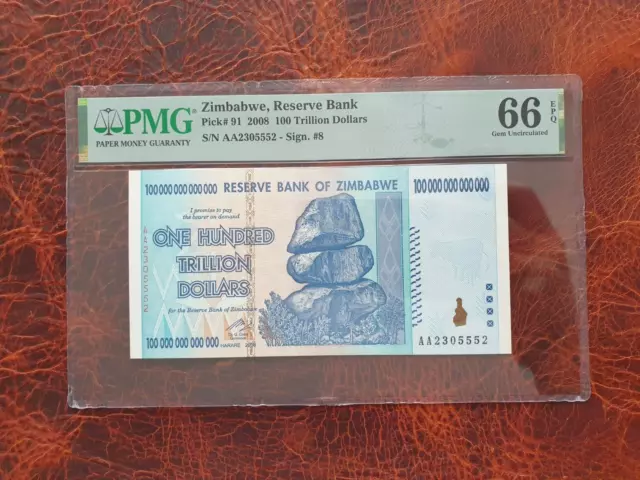 PMG
PAPER MONEY GUARANTY
Zimbabwe, Reserve Bank
Pick# 91 2008 100 Trillion Dollars
S/N AA2305552 - Sign. #8
66 EPQ
Gem Uncirculated
100 000 000 000 000 RESERVE BANK OF ZIMBABWE 100 000 000 000 000
I promise to pay
the bearer on demand
ONE HUNDRED
TRILLION
DOLLARS
for the Reserve Bank of Zimbabwe
AA2305552
100 000 000 000 000 HARARE 2008
AA2305552